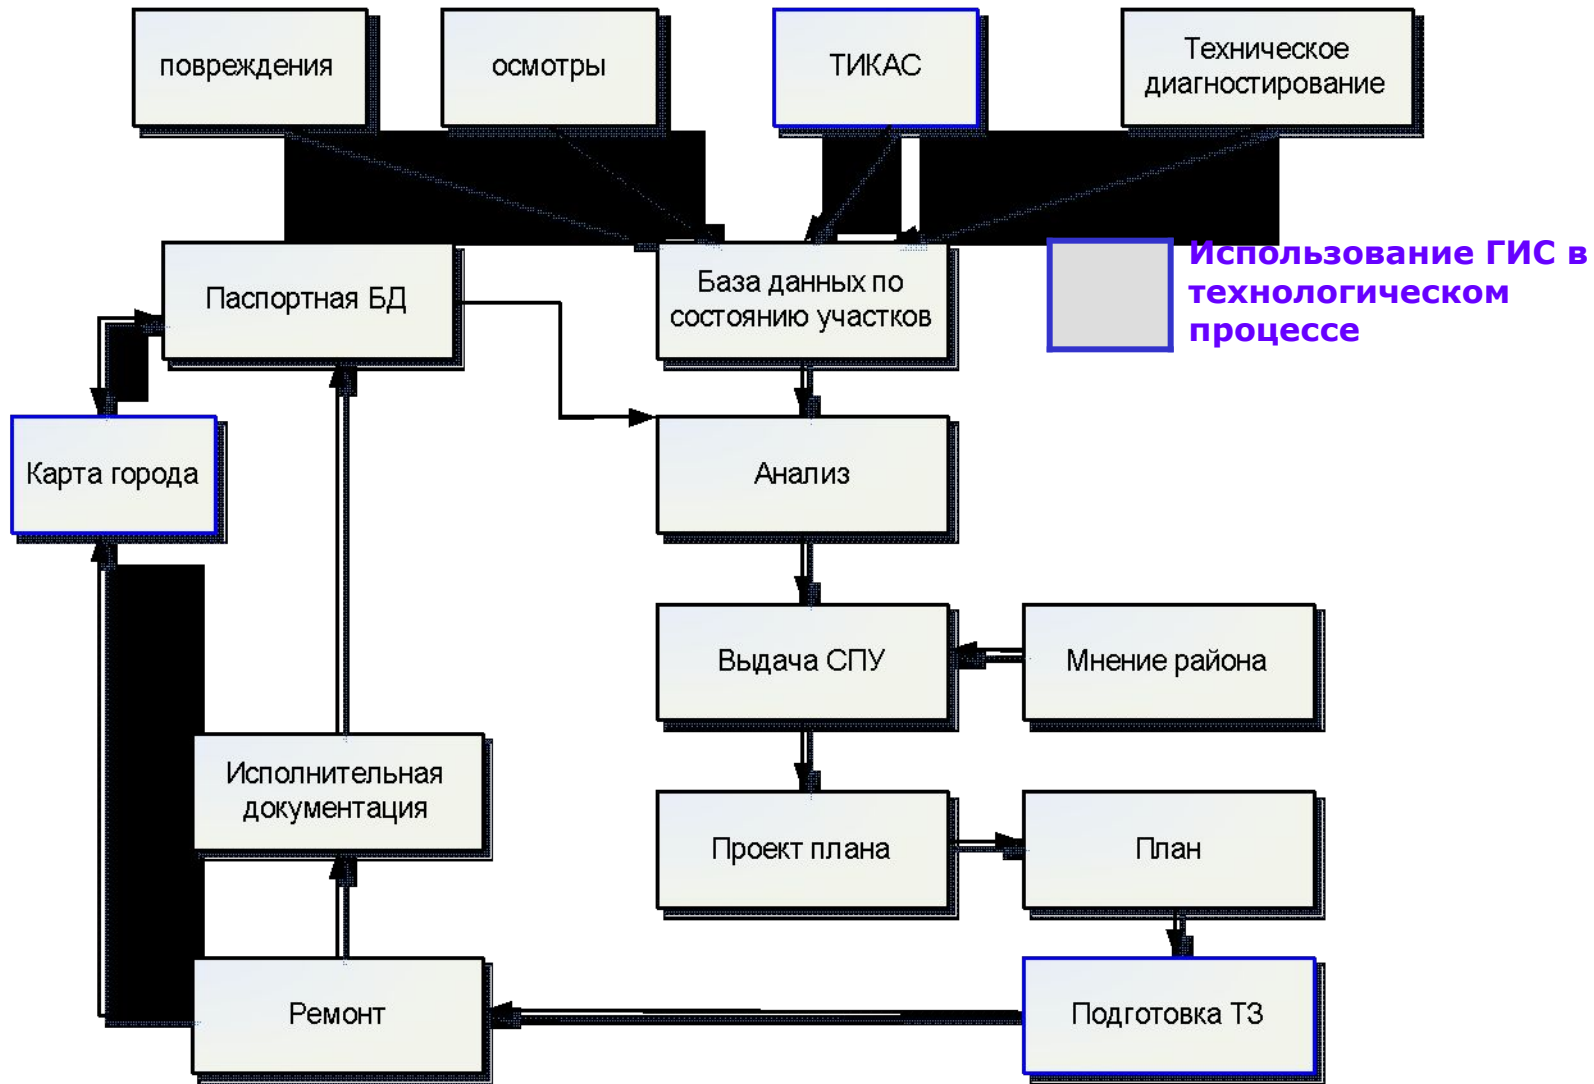 повреждения
осмотры
ТИКАС
Техническое
диагностирование
Использование ГИС в
технологическом
процессе
Паспортная БД
База данных по
состоянию участков
Карта города
Анализ
Выдача СПУ
Мнение района
Исполнительная
документация
Проект плана
План
Ремонт
Подготовка ТЗ